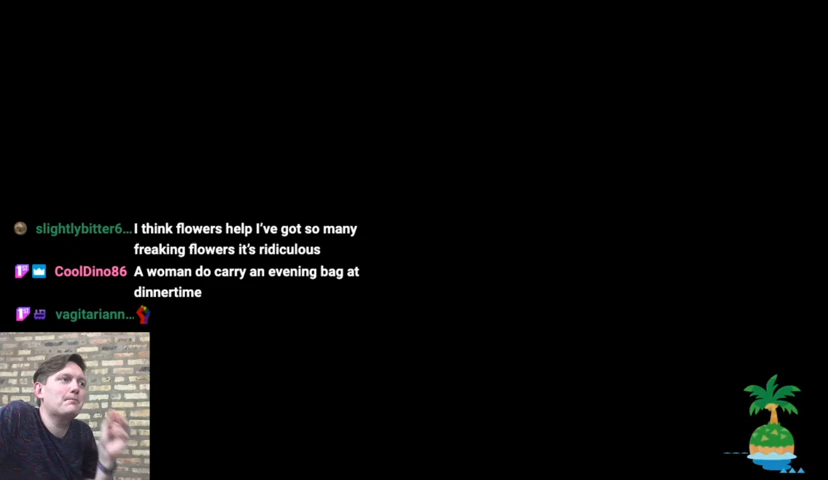 slightlybitter6... I think flowers help I've got so many
freaking flowers it's ridiculous
CoolDino86 A woman do carry an evening bag at
dinnertime
vagitariann...